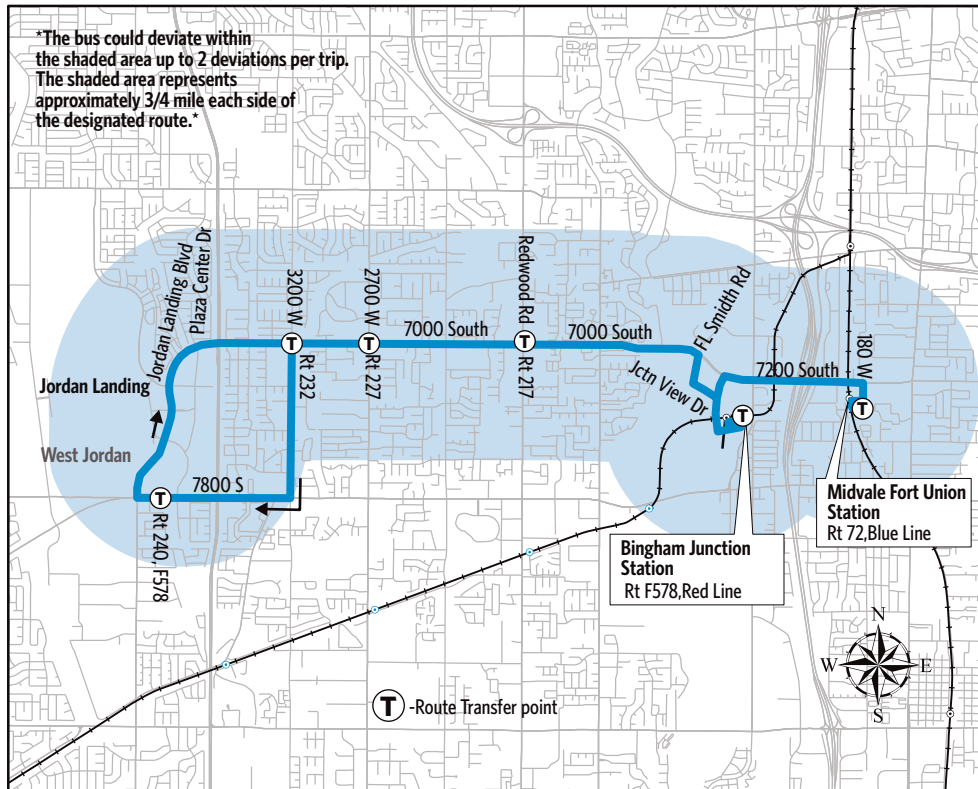 *The bus could deviate within
the shaded area up to 2 deviations per trip.
The shaded area represents
approximately 3/4 mile each side of
the designated route.*
Jordan Landing Blvd
Plaza Center Dr
3200 W
2700 W
Redwood Rd
FL Smidth Rd
180 W
7000 South
7000 South
T
T
T
Rt 232
Rt 227
Rt 217
Jctn View Dr
7200 South
Jordan Landing
T
T
West Jordan
7800 S
T
Rt 240, F578
Midvale Fort Union
Station
Rt 72,Blue Line
Bingham Junction
Station
Rt F578,Red Line
N
W
E
S
T -Route Transfer point